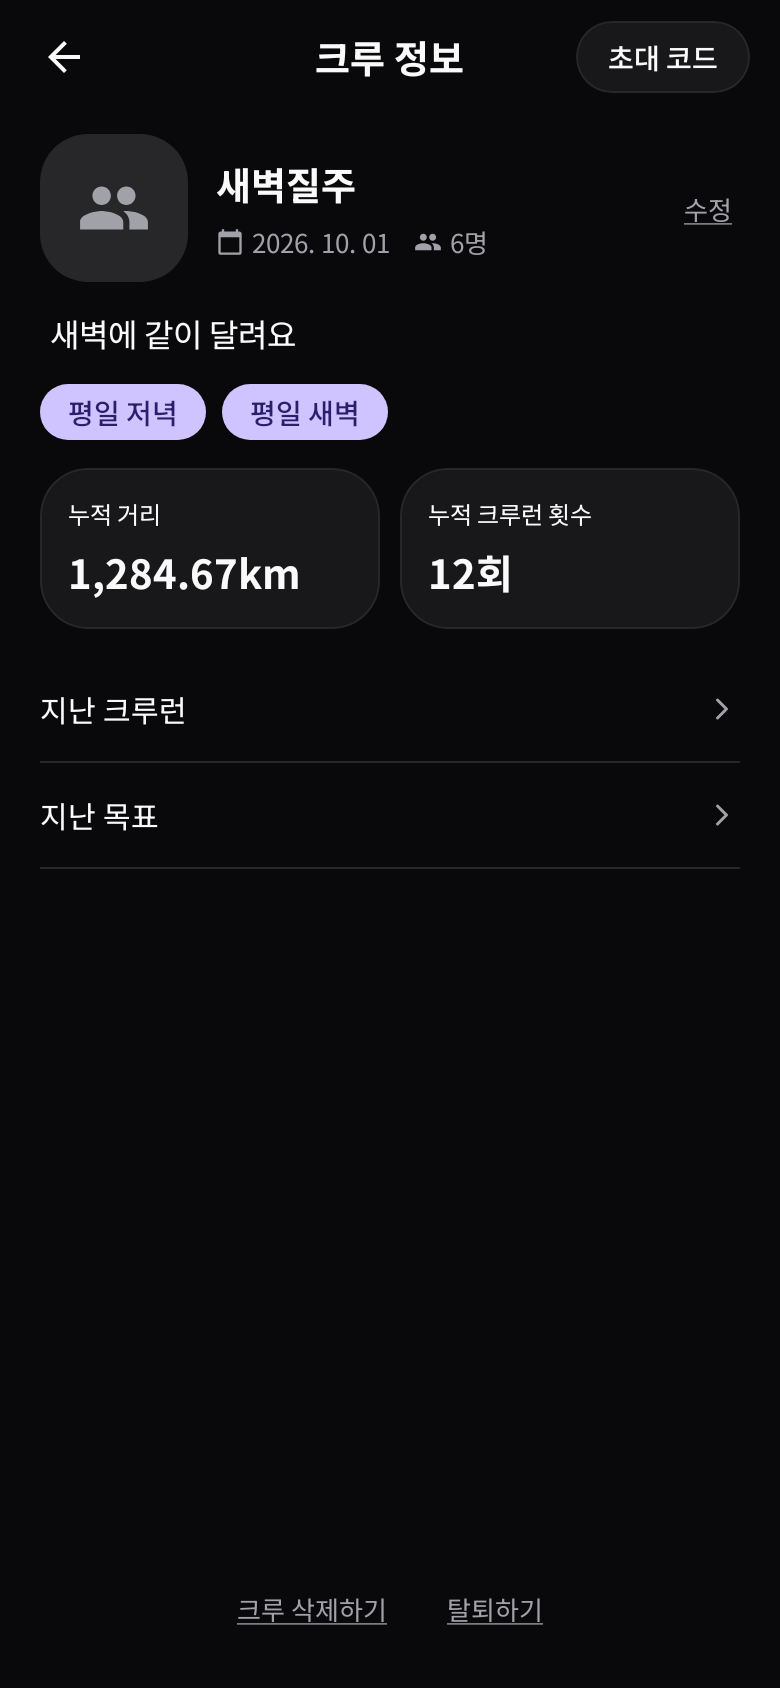 크루 정보
초대 코드
새벽질주
수정
2026. 10. 01 6명
새벽에 같이 달려요
평일 저녁 평일 새벽
누적 거리
1,284.67km
누적 크루런 횟수
12회
지난 크루런
지난 목표
크루 삭제하기 탈퇴하기